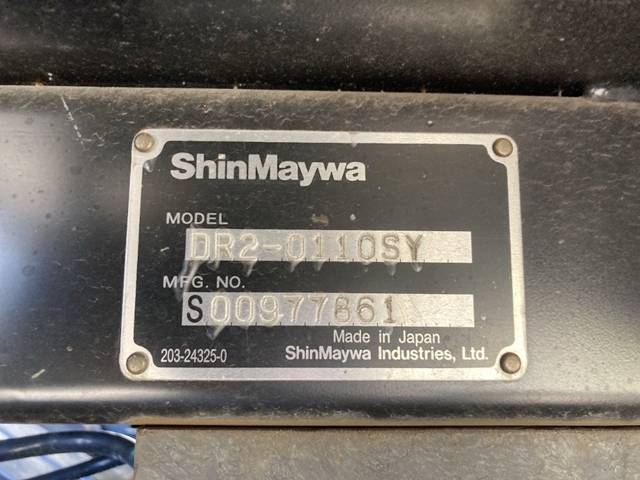 ShinMaywa
MODEL
DR2-0110SY
MFG. NO.
S00977861
Made in Japan
203-24325-0
ShinMaywa Industries, Ltd.